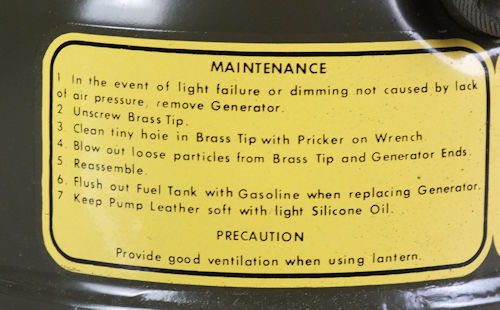 MAINTENANCE
1 In the event of light failure or dimming not caused by lack
of air pressure, remove Generator.
2 Unscrew Brass Tip.
3. Clean tiny hoie in Brass Tip with Pricker on Wrench.
4. Blow out loose particles from Brass Tip and Generator Ends.
5 Reassemble.
6. Flush out Fuel Tank with Gasoline when replacing Generator.
7 Keep Pump Leather soft with light Silicone Oil.
PRECAUTION
Provide good ventilation when using lantern.